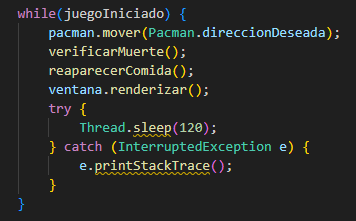 while(juegoIniciado) {
    pacman.mover(Pacman.direccionDeseada);
    verificarMuerte();
    reaparecerComida();
    ventana.renderizar();
    try {
        Thread.sleep(120);
    } catch (InterruptedException e) {
        e.printStackTrace();
    }
}